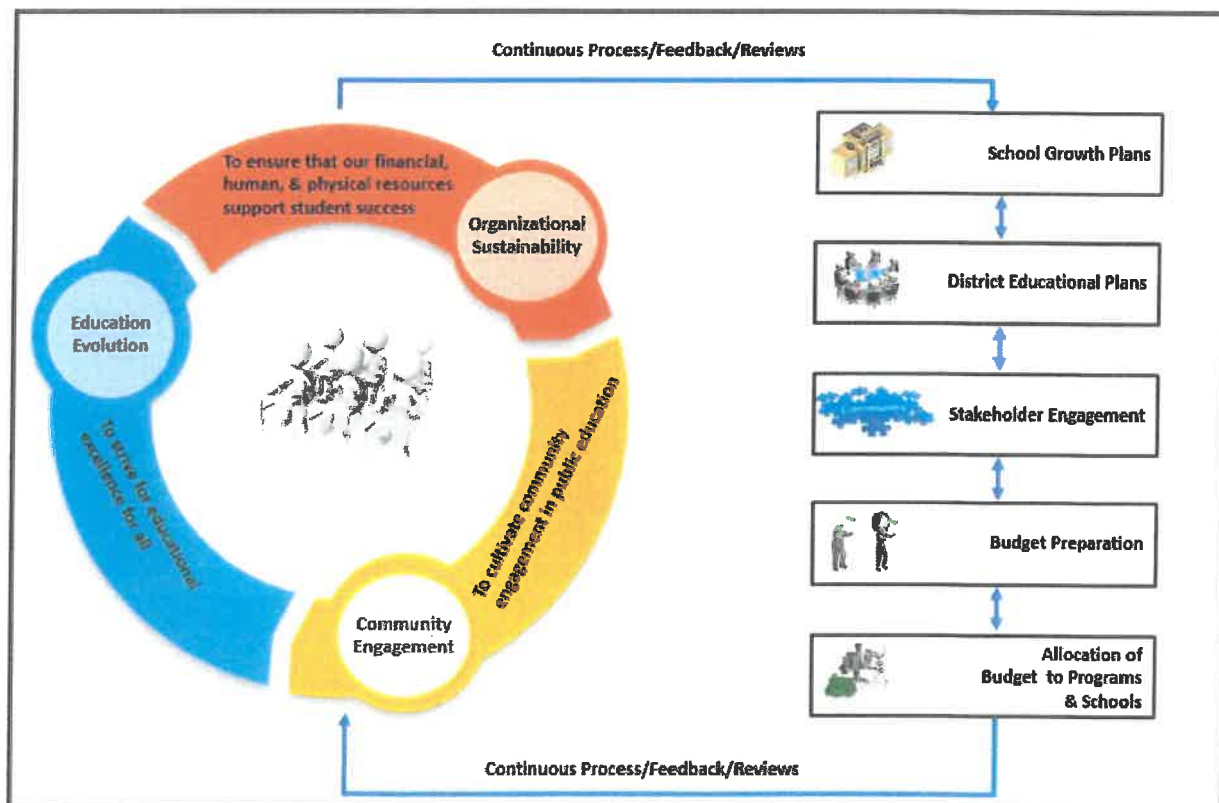 Continuous Process/Feedback/Reviews
To ensure that our financial,
human, & physical resources
support student success
Organizational
Sustainability
Education
Evolution
To strive for educational
excellence for all
To cultivate community
engagement in public education
Community
Engagement
School Growth Plans
District Educational Plans
Stakeholder Engagement
Budget Preparation
Allocation of
Budget to Programs
& Schools
Continuous Process/Feedback/Reviews